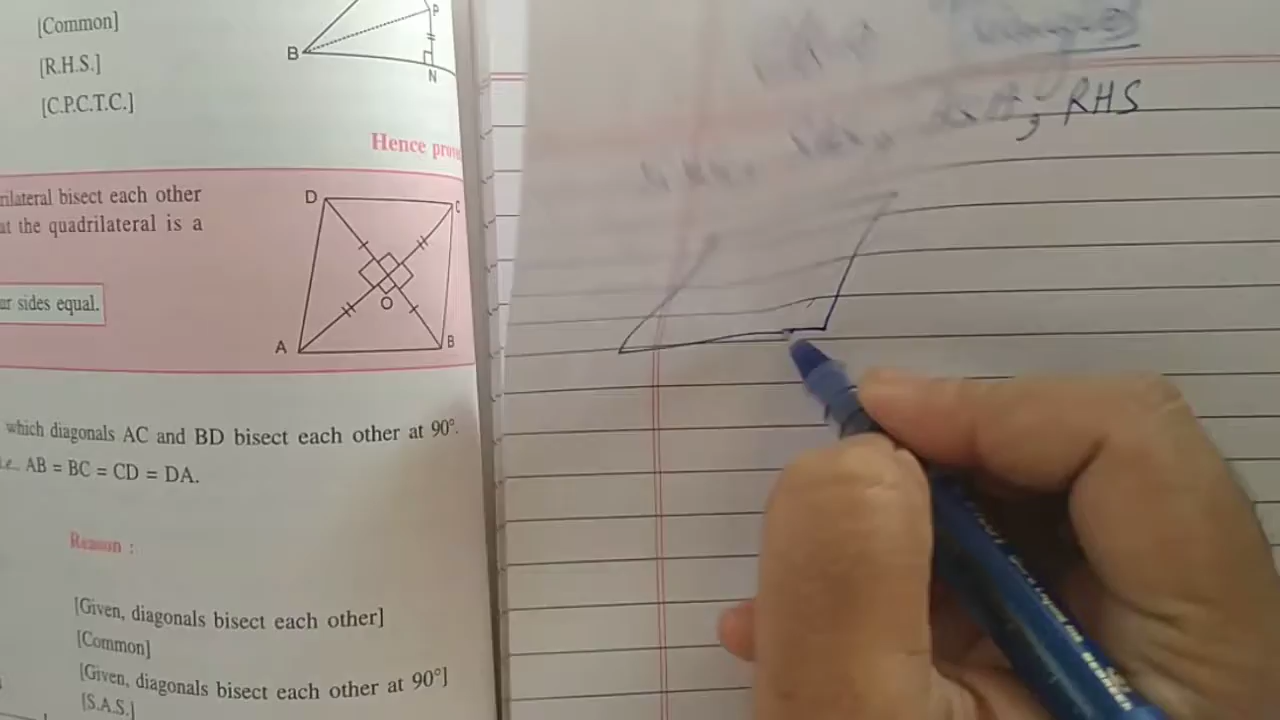 [Common]
[R.H.S.]
[C.P.C.T.C.]
B
P
N
Hence
rilateral bisect each other
at the quadrilateral is a
er sides equal.
D
C
O
A
B
which diagonals AC and BD bisect each other at 90°.
i.e. AB = BC = CD = DA.
Reason :
[Given, diagonals bisect each other]
[Common]
[Given, diagonals bisect each other at 90°]
[S.A.S.]
; RHS